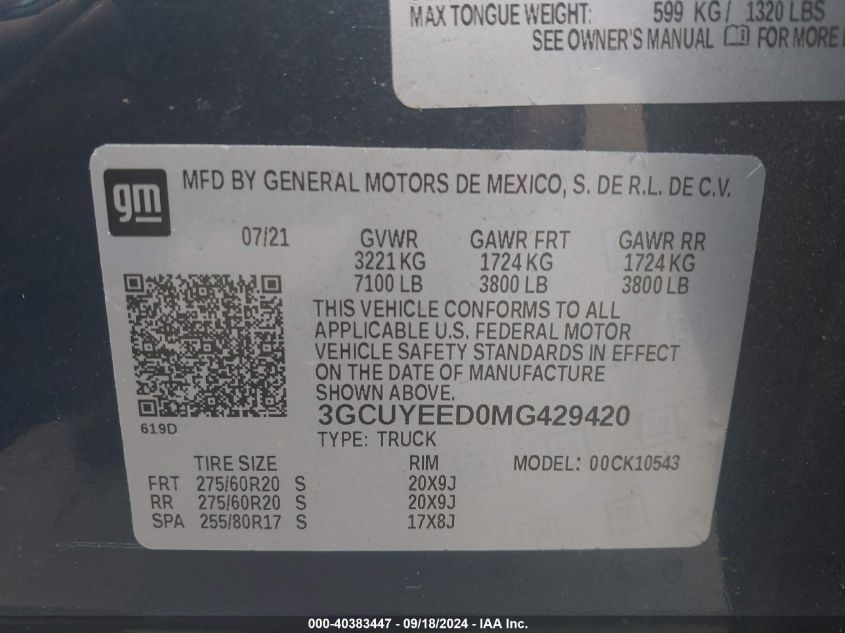 MAX TONGUE WEIGHT: 599 KG / 1320 LBS
SEE OWNER'S MANUAL FOR MORE
gm
MFD BY GENERAL MOTORS DE MEXICO, S. DE R.L. DE C.V.
07/21 GVWR GAWR FRT GAWR RR
3221 KG 1724 KG 1724 KG
7100 LB 3800 LB 3800 LB
THIS VEHICLE CONFORMS TO ALL
APPLICABLE U.S. FEDERAL MOTOR
VEHICLE SAFETY STANDARDS IN EFFECT
ON THE DATE OF MANUFACTURE
SHOWN ABOVE.
619D
3GCUYEED0MG429420
TYPE: TRUCK
TIRE SIZE RIM MODEL: 00CK10543
FRT 275/60R20 S 20X9J
RR 275/60R20 S 20X9J
SPA 255/80R17 S 17X8J
000-40383447 - 09/18/2024 - IAA Inc.